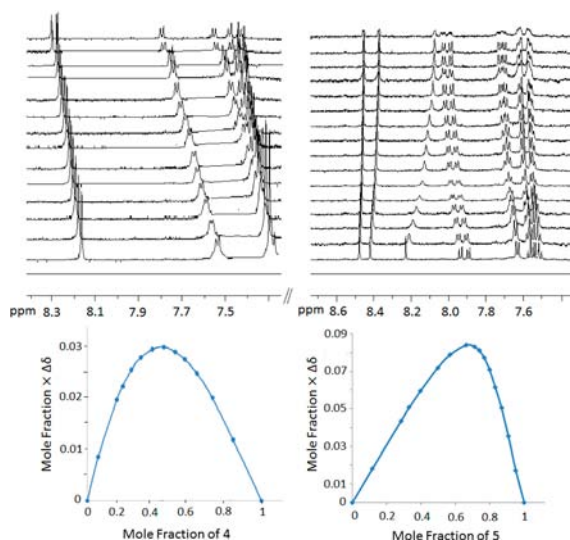 ppm 8.3 8.1 7.9 7.7 7.5 // ppm 8.6 8.4 8.2 8.0 7.8 7.6
Mole Fraction × Δδ
0.03
0.02
0.01
0
0 0.2 0.4 0.6 0.8 1
Mole Fraction of 4
Mole Fraction × Δδ
0.09
0.07
0.05
0.03
0.00
0 0.2 0.4 0.6 0.8 1
Mole Fraction of 5